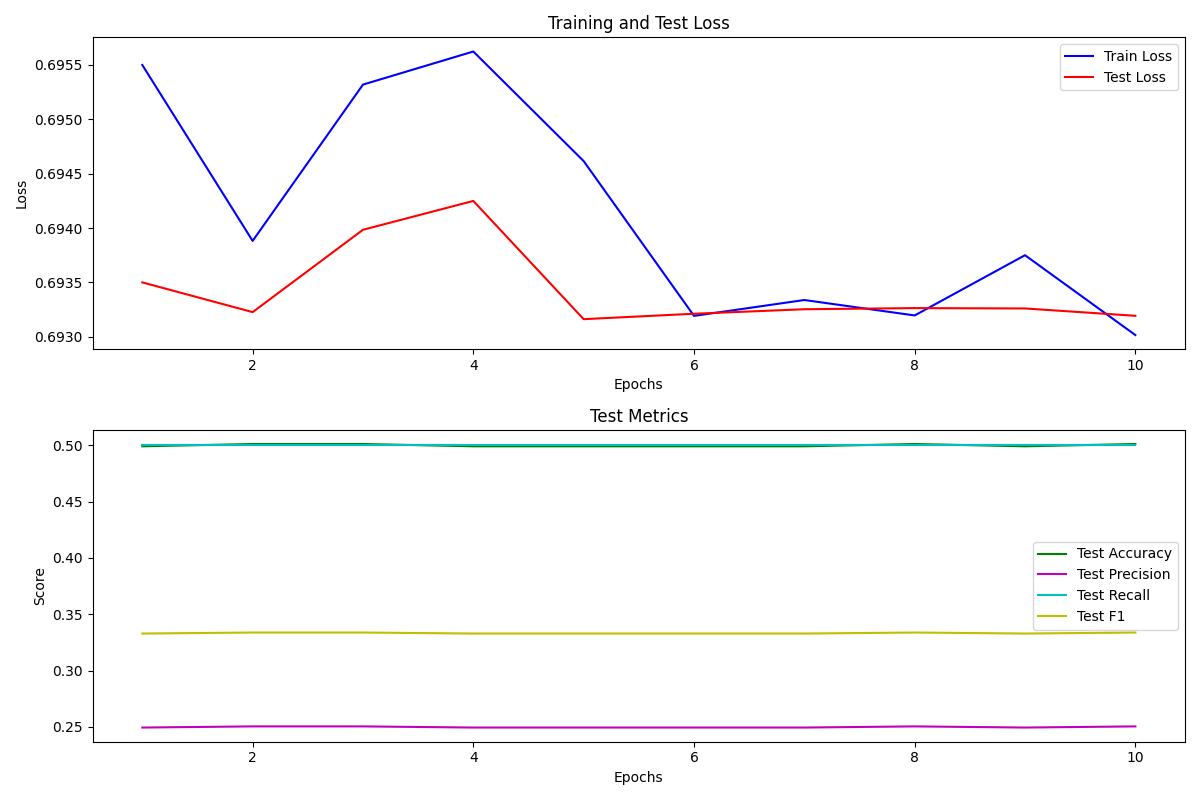 Training and Test Loss
Train Loss
Test Loss
0.6955
0.6950
0.6945
0.6940
0.6935
0.6930
Loss
2 4 6 8 10
Epochs
Test Metrics
0.50
0.45
0.40
0.35
0.30
0.25
Score
Test Accuracy
Test Precision
Test Recall
Test F1
2 4 6 8 10
Epochs